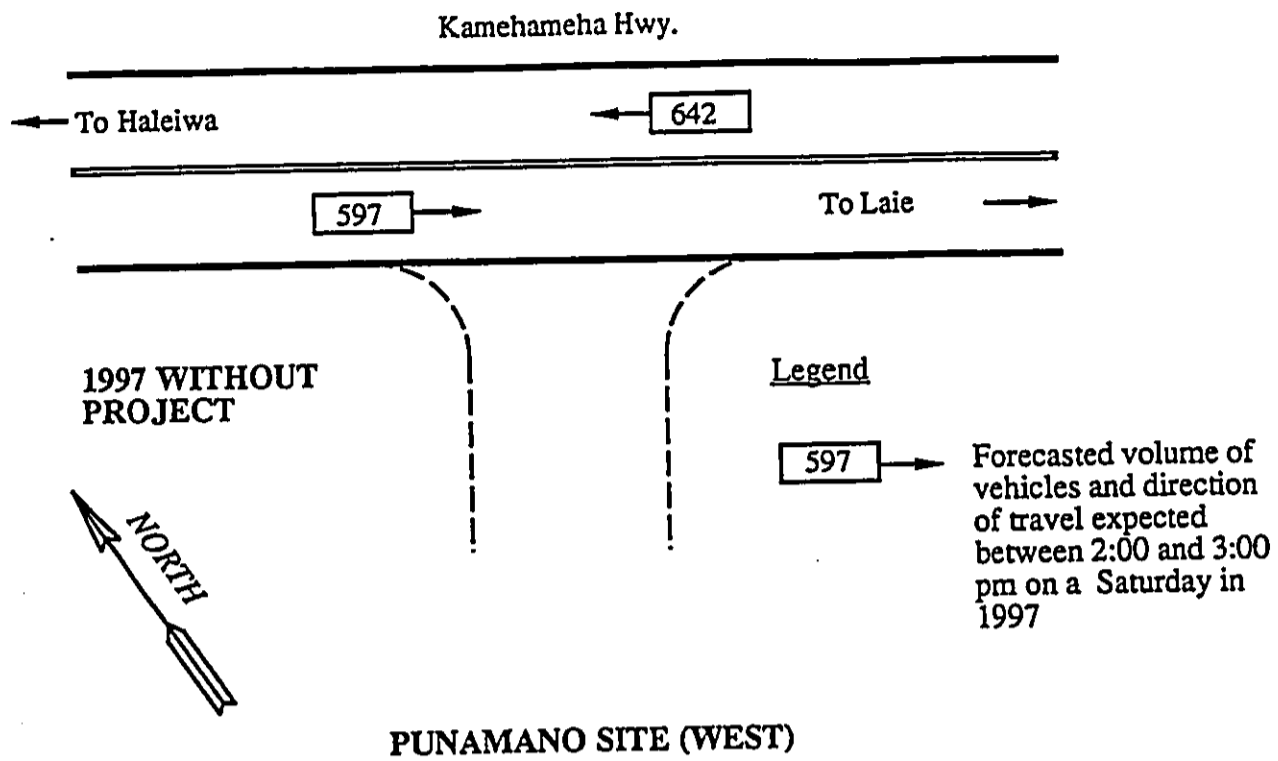 Kamehameha Hwy.
To Haleiwa
642
597
To Laie
1997 WITHOUT
PROJECT
Legend
597
Forecasted volume of
vehicles and direction
of travel expected
between 2:00 and 3:00
pm on a Saturday in
1997
NORTH
PUNAMANO SITE (WEST)